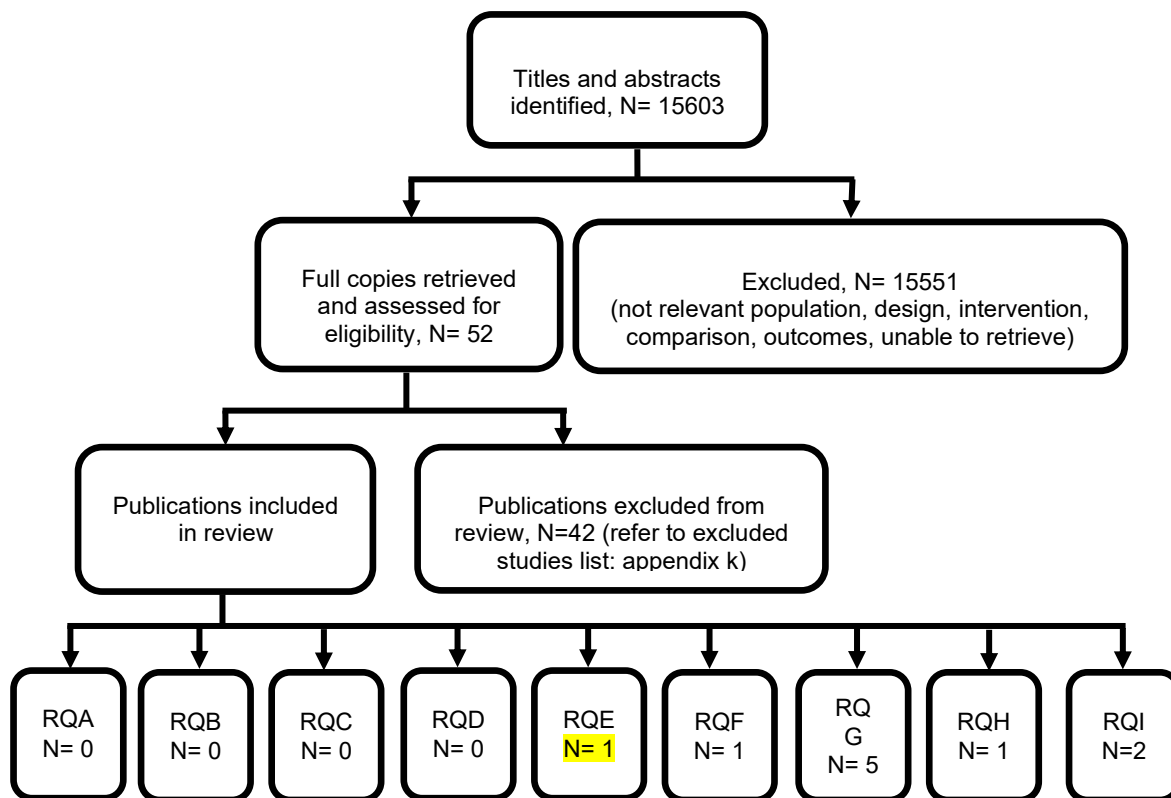 Titles and abstracts
identified, N= 15603
Full copies retrieved
and assessed for
eligibility, N= 52
Excluded, N= 15551
(not relevant population, design, intervention,
comparison, outcomes, unable to retrieve)
Publications included
in review
Publications excluded from
review, N=42 (refer to excluded
studies list: appendix k)
RQA
N= 0
RQB
N= 0
RQC
N= 0
RQD
N= 0
RQE
N= 1
RQF
N= 1
RQ
G
N= 5
RQH
N= 1
RQI
N=2